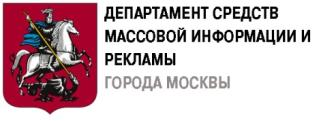 ДЕПАРТАМЕНТ СРЕДСТВ
МАССОВОЙ ИНФОРМАЦИИ И
РЕКЛАМЫ
ГОРОДА МОСКВЫ